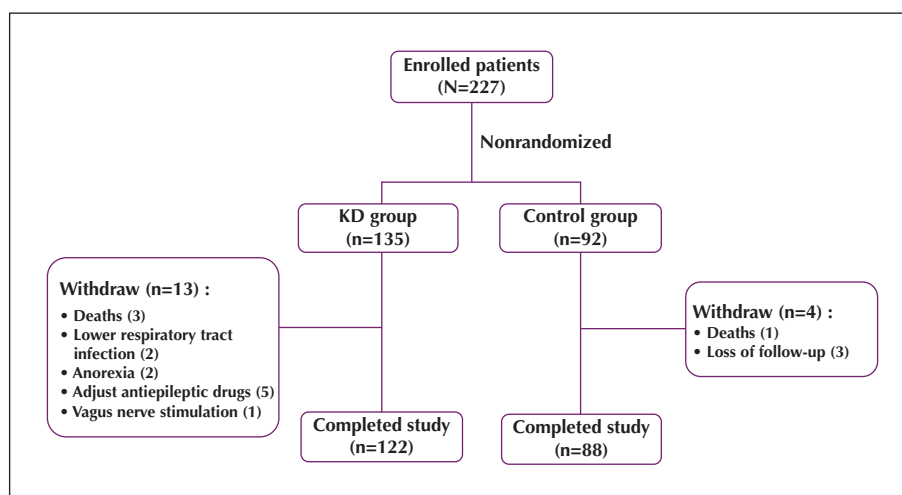 Enrolled patients
(N=227)
Nonrandomized
KD group
(n=135)
Control group
(n=92)
Withdraw (n=13) :
• Deaths (3)
• Lower respiratory tract
infection (2)
• Anorexia (2)
• Adjust antiepileptic drugs (5)
• Vagus nerve stimulation (1)
Withdraw (n=4) :
• Deaths (1)
• Loss of follow-up (3)
Completed study
(n=122)
Completed study
(n=88)